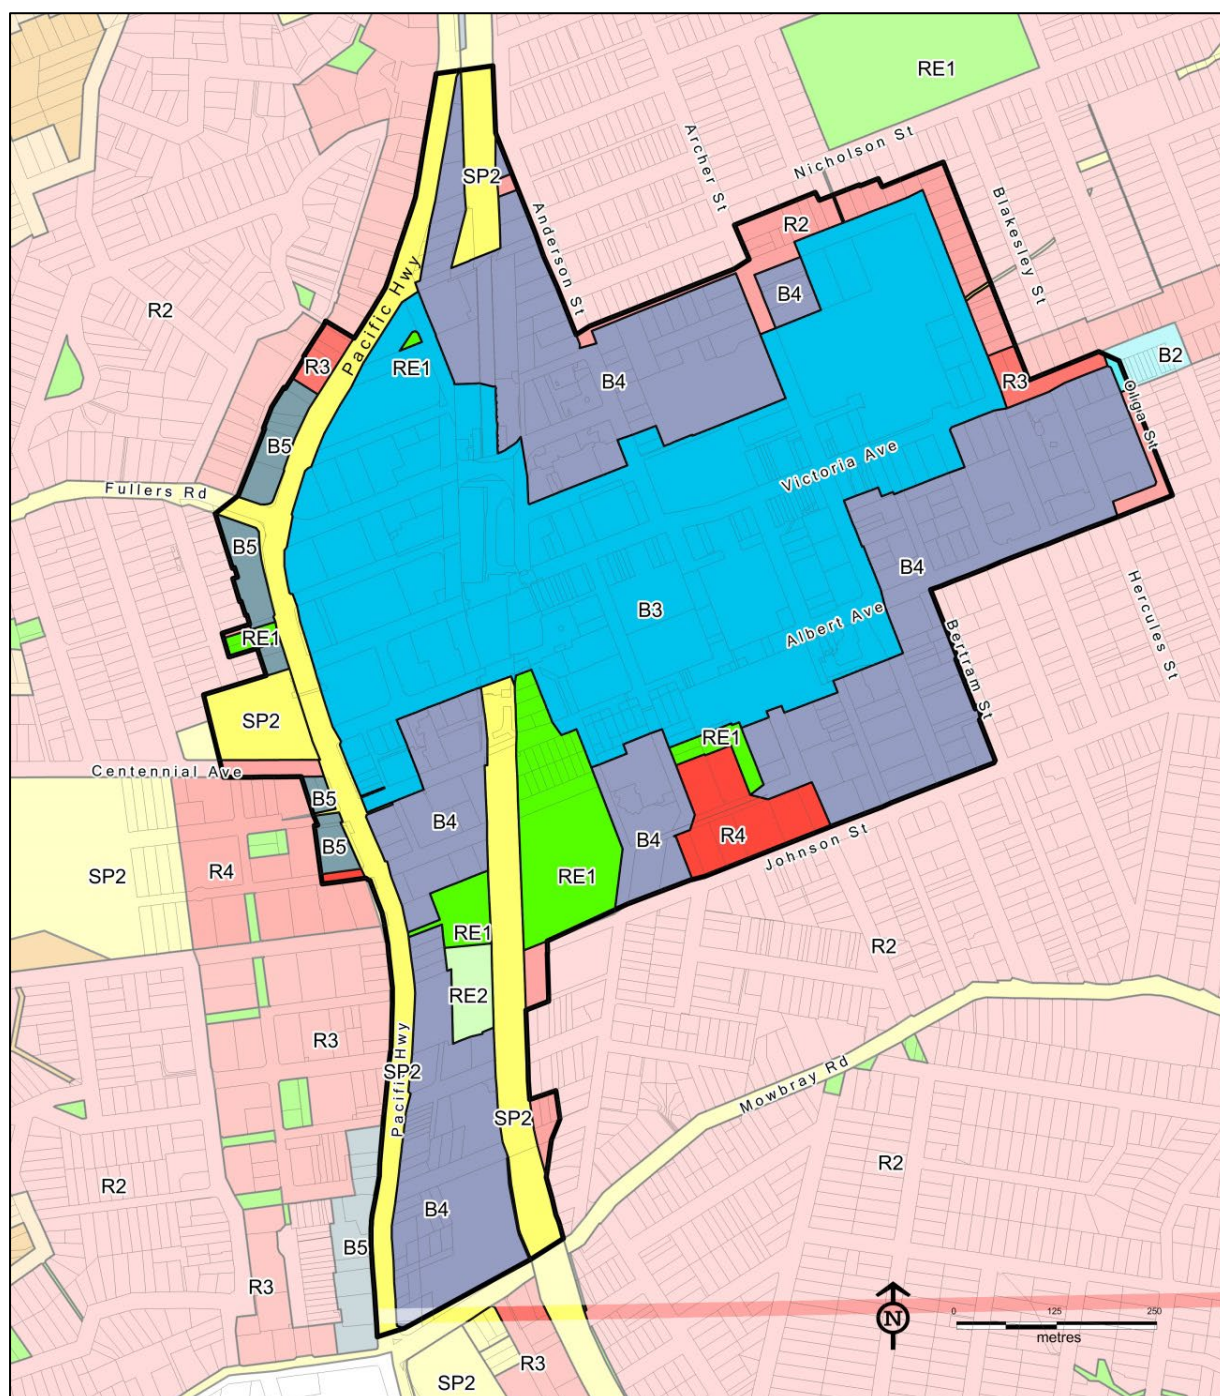 RE1
Archer St
Nicholson St
SP2
Anderson St
Blakesley St
R2
Pacific Hwy
B4
R2
RE1
B2
R3
R3
B4
Olgia St
B5
Victoria Ave
Fullers Rd
B5
B4
Hercules St
B3
Albert Ave
RE1
Bertram St
SP2
RE1
Centennial Ave
B5
B4
R4
Johnson St
B5
B4
SP2
R4
RE1
RE1
R2
RE2
R3
Pacific Hwy
SP2
Mowbray Rd
SP2
R2
R2
B4
B5
R3
N
0 125 250
metres
R3
SP2